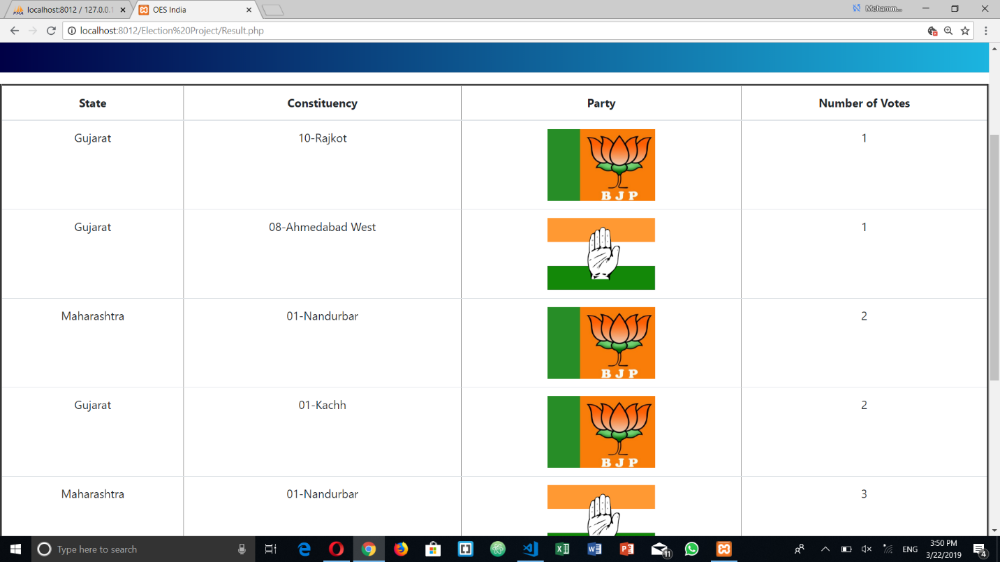 localhost:8012 / 127.0.0.1
OES India
Mohamm...
localhost:8012/Election%20Project/Result.php
State Constituency Party Number of Votes
Gujarat 10-Rajkot 1
BJP
Gujarat 08-Ahmedabad West 1
Maharashtra 01-Nandurbar 2
BJP
Gujarat 01-Kachh 2
BJP
Maharashtra 01-Nandurbar 3
Type here to search
11
ENG
3:50 PM
3/22/2019
4